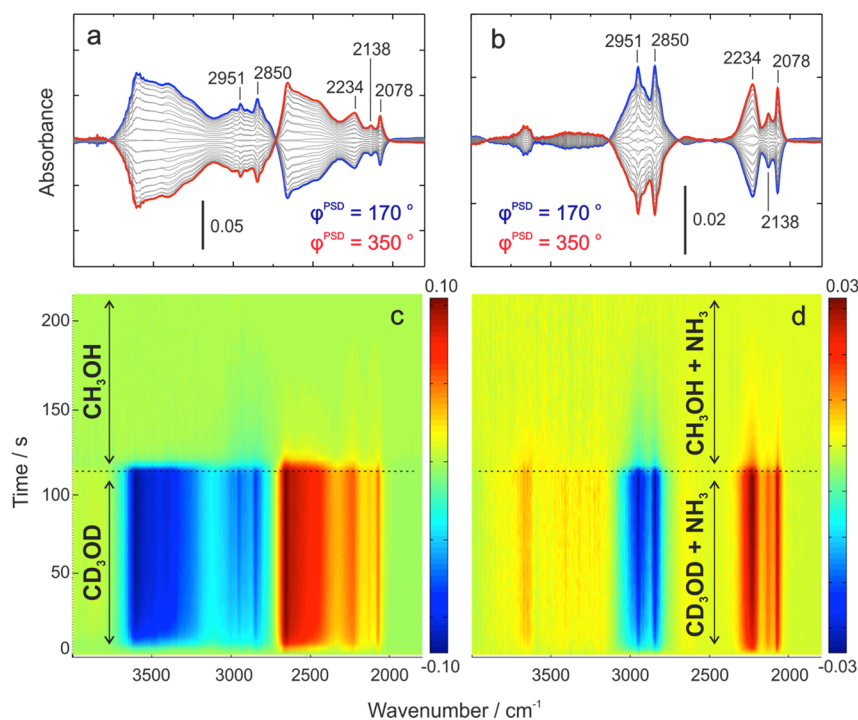 a
2951
2850
2234
2138
2078
Absorbance
0.05
φPSD = 170 °
φPSD = 350 °
b
2951
2850
2234
2078
2138
0.02
φPSD = 170 °
φPSD = 350 °
c
0.10
-0.10
CH3OH
CD3OD
Time / s
200
150
100
50
0
3500
3000
2500
2000
d
0.03
-0.03
CH3OH + NH3
CD3OD + NH3
3500
3000
2500
2000
Wavenumber / cm-1